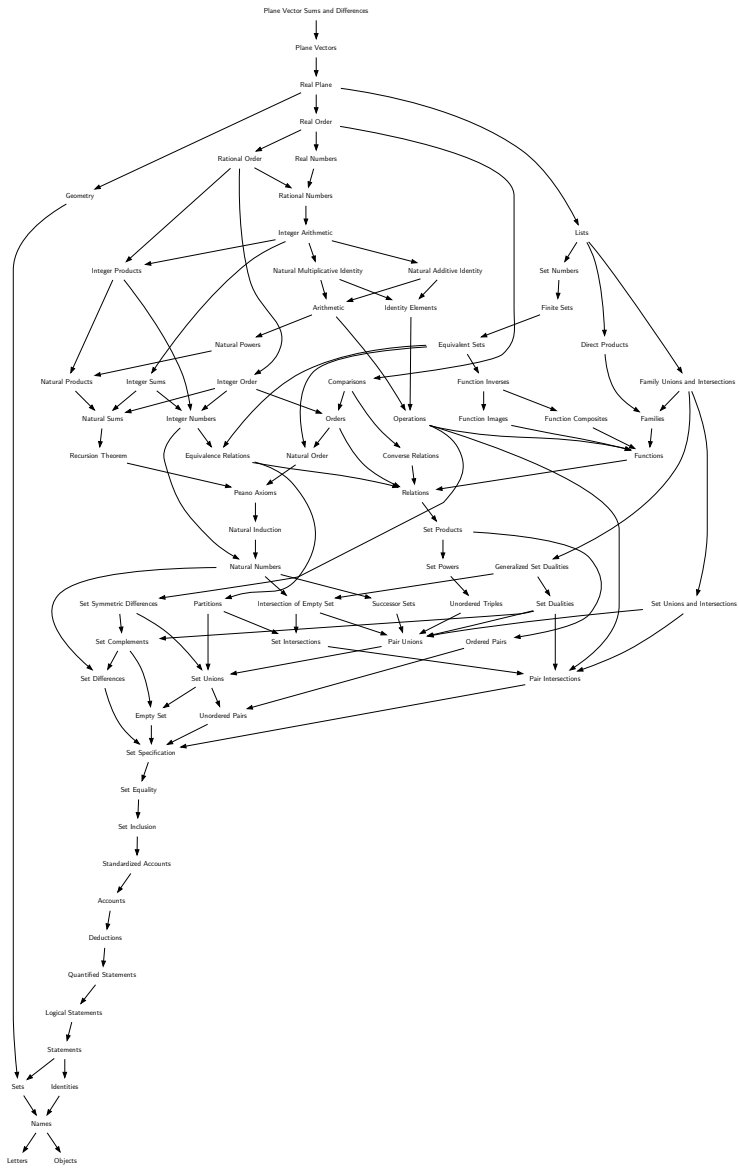 Plane Vector Sums and Differences
Plane Vectors
Real Plane
Real Order
Rational Order
Real Numbers
Geometry
Rational Numbers
Integer Arithmetic
Lists
Integer Products
Natural Multiplicative Identity
Natural Additive Identity
Set Numbers
Arithmetic
Identity Elements
Finite Sets
Natural Powers
Equivalent Sets
Direct Products
Natural Products
Integer Sums
Integer Order
Comparisons
Function Inverses
Family Unions and Intersections
Natural Sums
Integer Numbers
Orders
Operations
Function Images
Function Composites
Families
Recursion Theorem
Equivalence Relations
Natural Order
Converse Relations
Functions
Peano Axioms
Relations
Natural Induction
Set Products
Natural Numbers
Set Powers
Generalized Set Dualities
Set Symmetric Differences
Partitions
Intersection of Empty Set
Successor Sets
Unordered Triples
Set Dualities
Set Unions and Intersections
Set Complements
Set Intersections
Pair Unions
Ordered Pairs
Set Differences
Set Unions
Pair Intersections
Empty Set
Unordered Pairs
Set Specification
Set Equality
Set Inclusion
Standardized Accounts
Accounts
Deductions
Quantified Statements
Logical Statements
Statements
Sets
Identities
Names
Letters
Objects